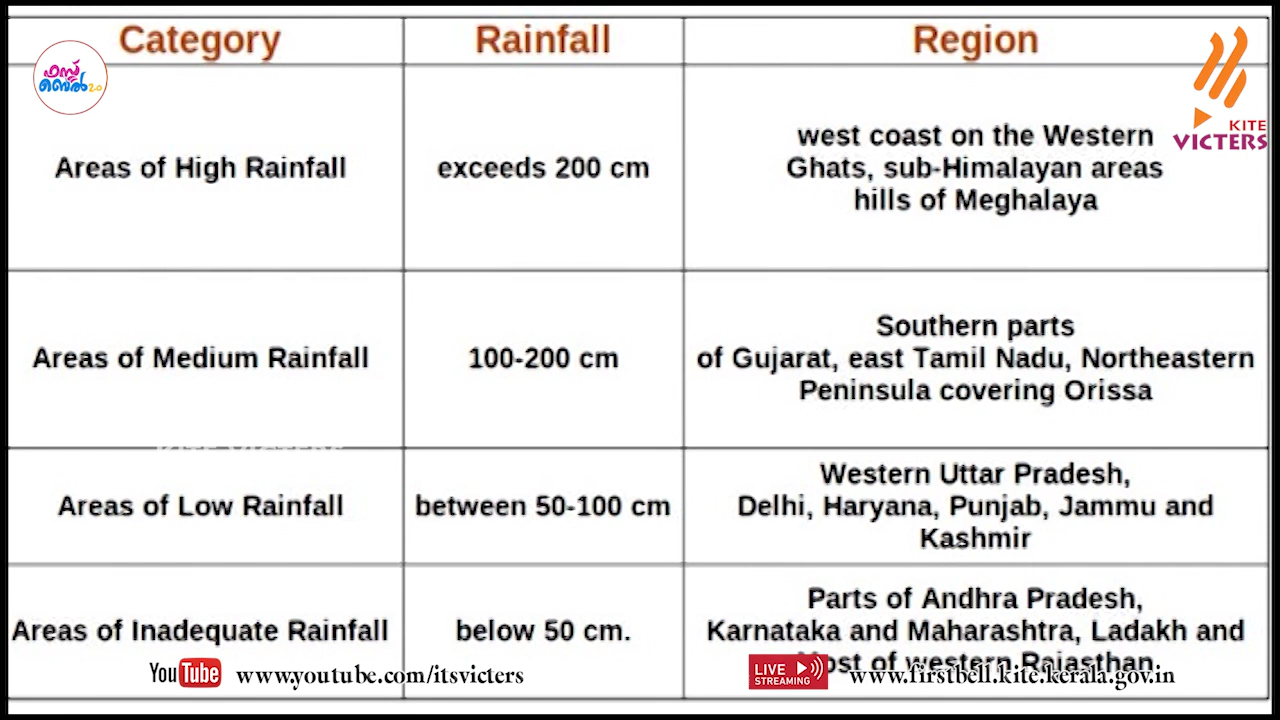 Category Rainfall Region
ഫസ്റ്റ്
ബെൽ 2.0
KITE
VICTERS
Areas of High Rainfall exceeds 200 cm west coast on the Western
Ghats, sub-Himalayan areas
hills of Meghalaya
Areas of Medium Rainfall 100-200 cm Southern parts
of Gujarat, east Tamil Nadu, Northeastern
Peninsula covering Orissa
Areas of Low Rainfall between 50-100 cm Western Uttar Pradesh,
Delhi, Haryana, Punjab, Jammu and
Kashmir
Areas of Inadequate Rainfall below 50 cm. Parts of Andhra Pradesh,
Karnataka and Maharashtra, Ladakh and
Most of western Rajasthan
YouTube www.youtube.com/itsvicters
LIVE
STREAMING www.firstbell.kite.kerala.gov.in